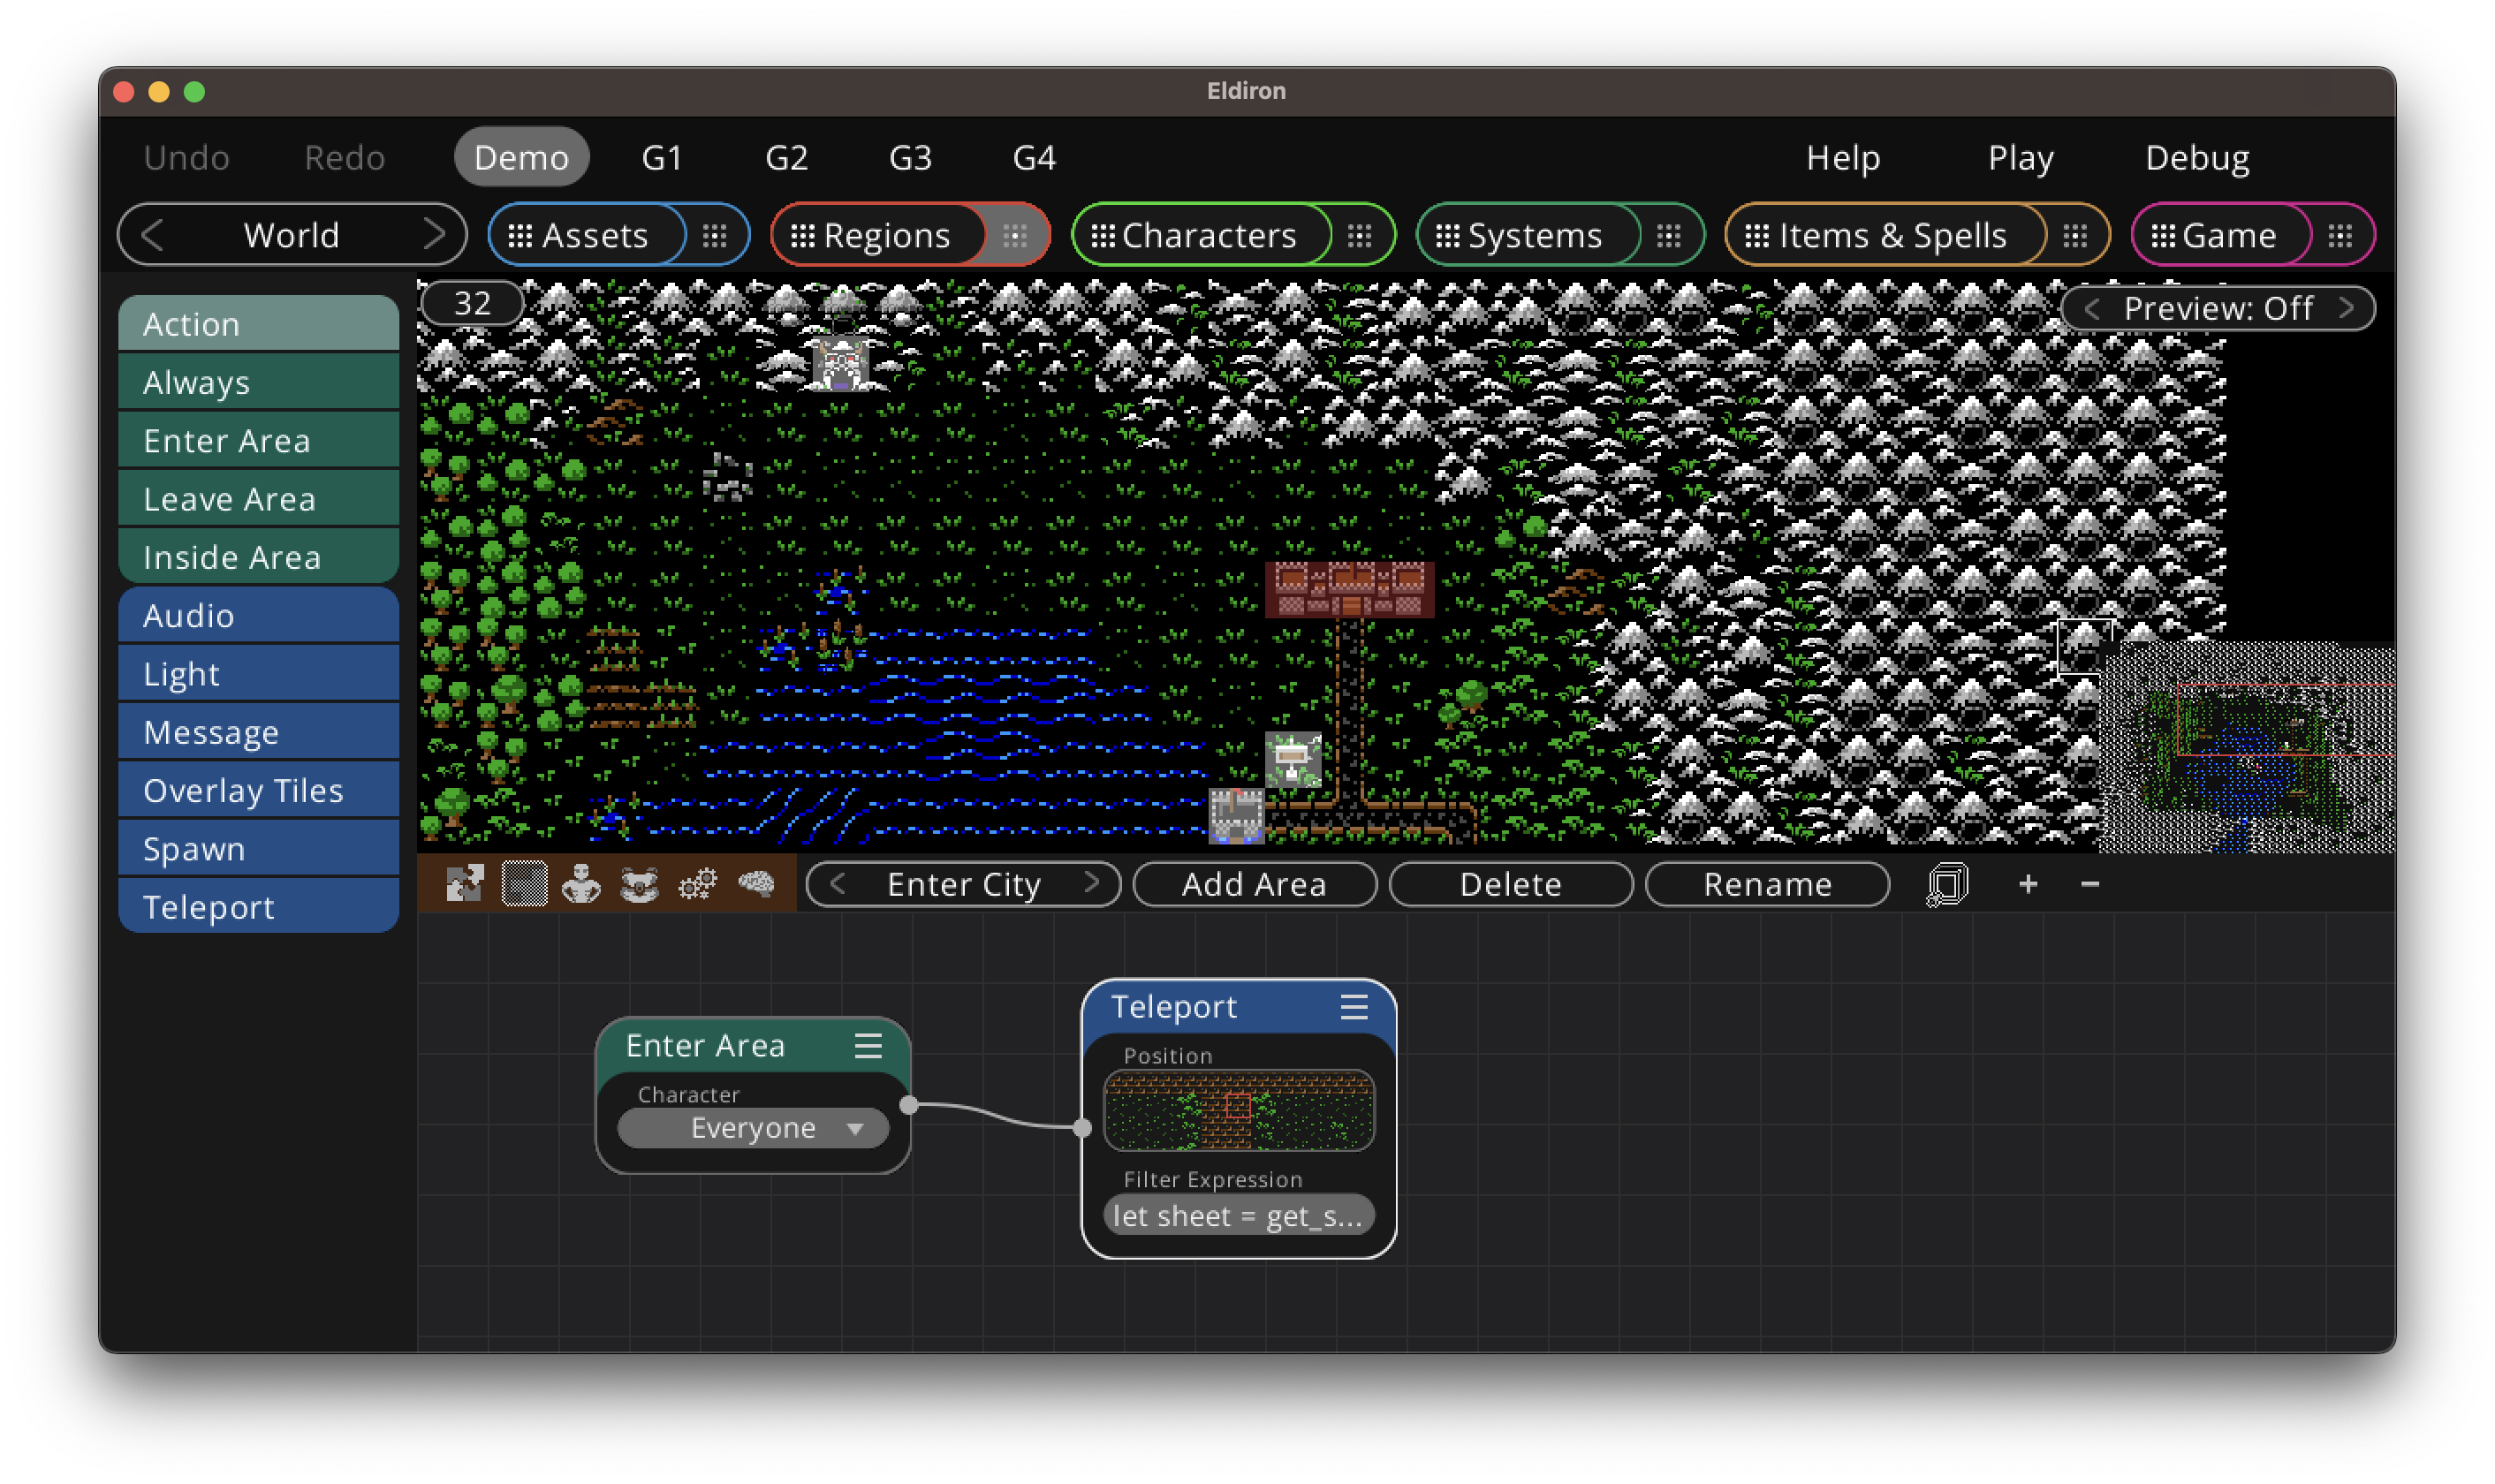 Eldiron
Undo Redo Demo G1 G2 G3 G4 Help Play Debug
World Assets Regions Characters Systems Items & Spells Game
32
Preview: Off
Action
Always
Enter Area
Leave Area
Inside Area
Audio
Light
Message
Overlay Tiles
Spawn
Teleport
Enter City Add Area Delete Rename + −
Enter Area
Character
Everyone
Teleport
Position
Filter Expression
let sheet = get_s...